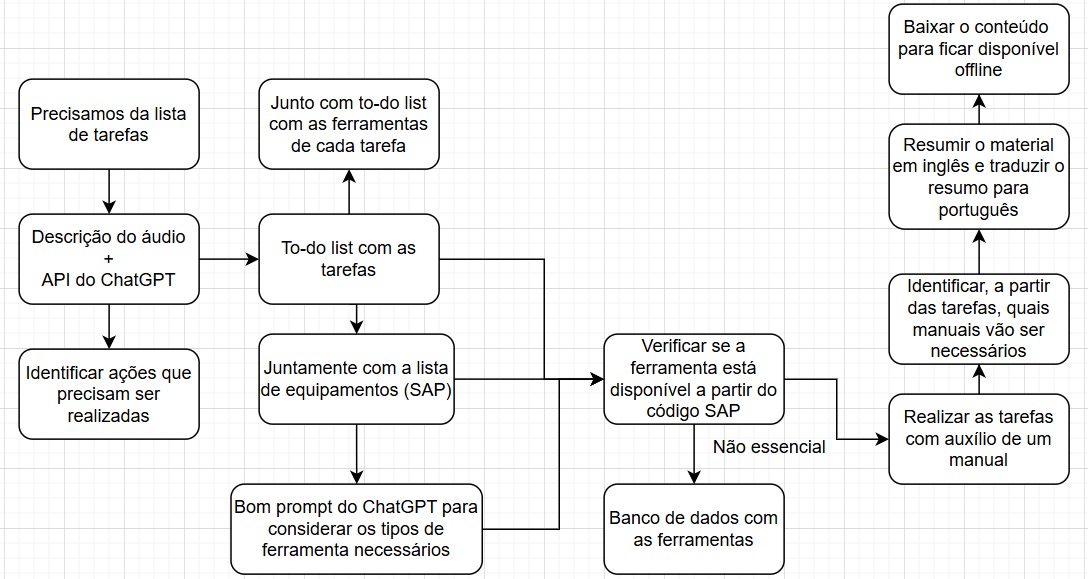 Precisamos da lista
de tarefas
Descrição do áudio
+
API do ChatGPT
Identificar ações que
precisam ser
realizadas
Junto com to-do list
com as ferramentas
de cada tarefa
To-do list com as
tarefas
Juntamente com a lista
de equipamentos (SAP)
Bom prompt do ChatGPT para
considerar os tipos de
ferramenta necessários
Verificar se a
ferramenta está
disponível a partir do
código SAP
Não essencial
Banco de dados com
as ferramentas
Baixar o conteúdo
para ficar disponível
offline
Resumir o material
em inglês e traduzir o
resumo para
português
Identificar, a partir
das tarefas, quais
manuais vão ser
necessários
Realizar as tarefas
com auxílio de um
manual